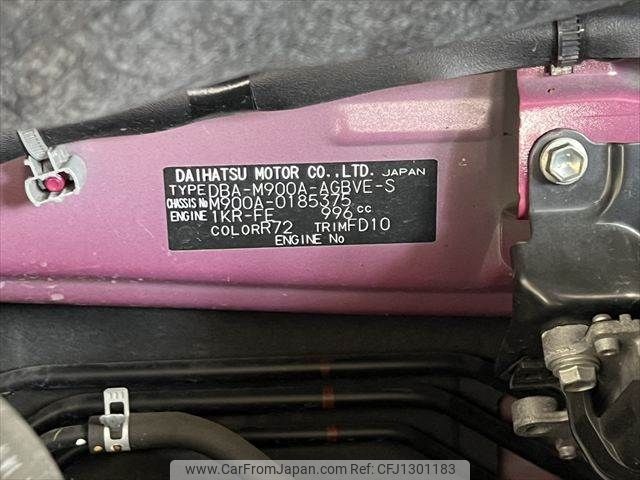 DAIHATSU MOTOR CO.,LTD. JAPAN
TYPE DBA-M900A-AGBVE-S
CHASSIS No M900A-0185375
ENGINE 1KR-FE 996 cc
COLOR R72 TRIM FD10
ENGINE No
www.CarFromJapan.com - CFJ1301183